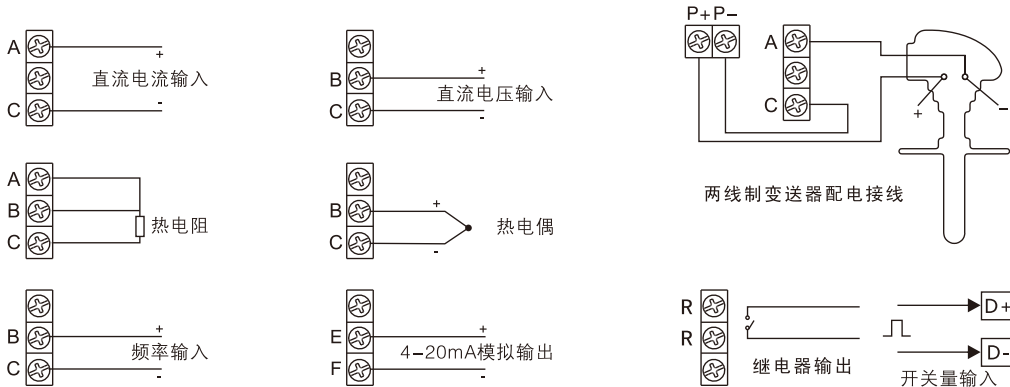 A
+
直流电流输入
C
-
B
+
直流电压输入
C
-
P+ P-
A
C
+
-
两线制变送器配电接线
A
B
C
热电阻
B
+
热电偶
C
-
B
+
频率输入
C
-
E
+
4-20mA模拟输出
F
-
R
R
继电器输出
D+
D-
开关量输入